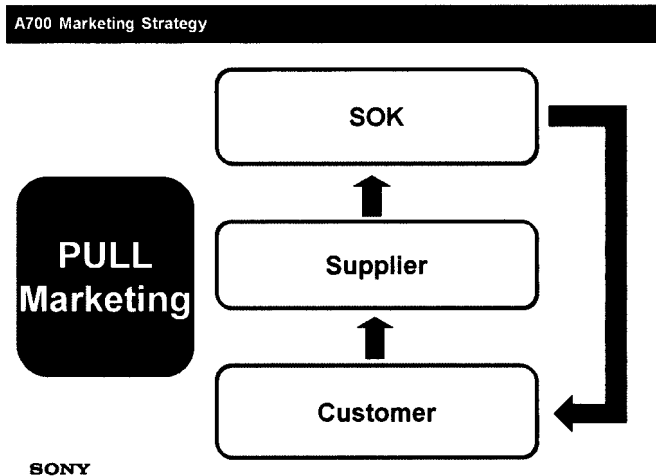 A700 Marketing Strategy
SOK
PULL
Marketing
Supplier
Customer
SONY